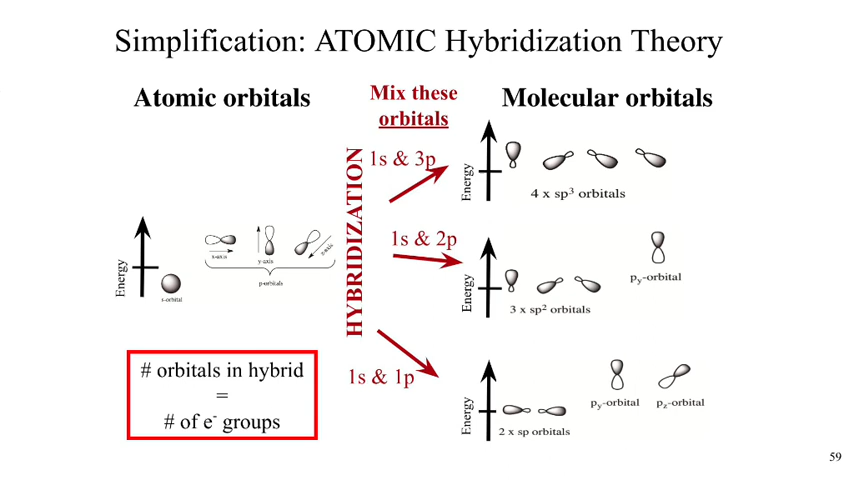 Simplification: ATOMIC Hybridization Theory
Atomic orbitals
Mix these
orbitals
Molecular orbitals
HYBRIDIZATION
1s & 3p
Energy
4 x sp³ orbitals
Energy
s-orbital
x-axis
y-axis
z-axis
p-orbitals
1s & 2p
Energy
3 x sp² orbitals
py-orbital
# orbitals in hybrid
=
# of e⁻ groups
1s & 1p
Energy
2 x sp orbitals
py-orbital
pz-orbital
59